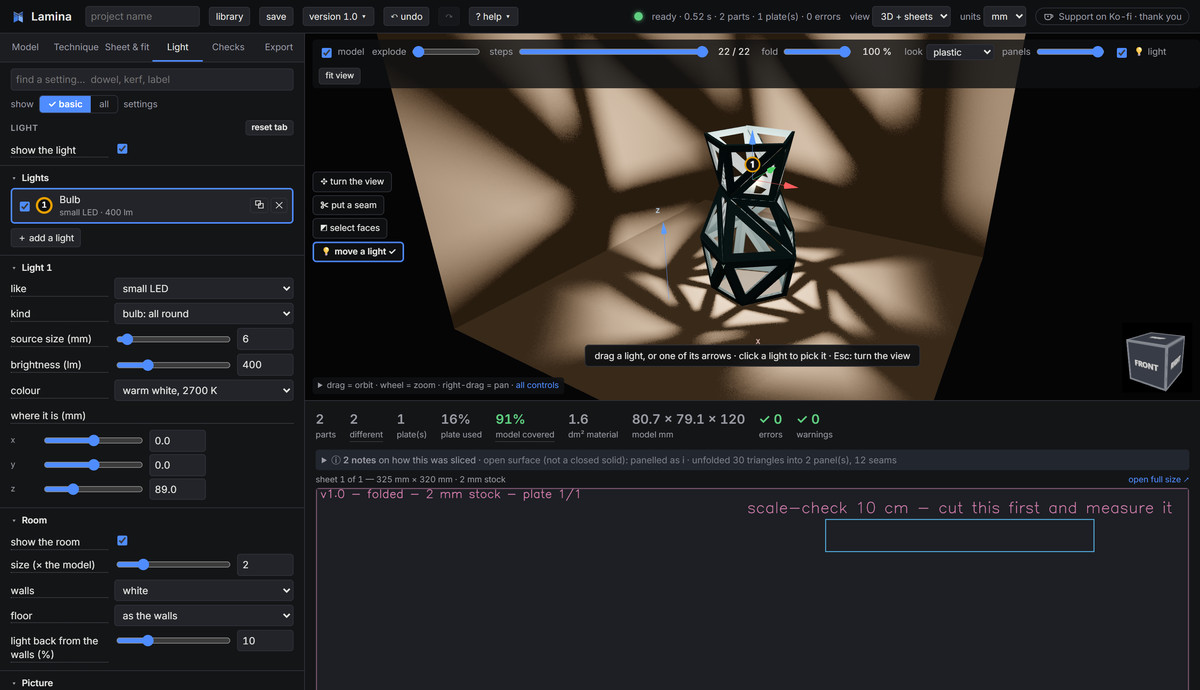 Lamina
project name
library
save
version 1.0
undo
? help
ready · 0.52 s · 2 parts · 1 plate(s) · 0 errors
view
3D + sheets
units
mm
Support on Ko-fi · thank you
Model
Technique
Sheet & fit
Light
Checks
Export
find a setting... dowel, kerf, label
show
✓ basic
all
settings
LIGHT
reset tab
show the light
Lights
1
Bulb
small LED · 400 lm
+ add a light
Light 1
like
small LED
kind
bulb: all round
source size (mm)
6
brightness (lm)
400
colour
warm white, 2700 K
where it is (mm)
x
0.0
y
0.0
z
89.0
Room
show the room
size (× the model)
2
walls
white
floor
as the walls
light back from the
walls (%)
10
Picture
model
explode
steps
22 / 22
fold
100 %
look
plastic
panels
light
fit view
turn the view
put a seam
select faces
move a light ✓
1
z
x
drag a light, or one of its arrows · click a light to pick it · Esc: turn the view
drag = orbit · wheel = zoom · right-drag = pan · all controls
FRONT
RIGHT
2
parts
2
different
1
plate(s)
16%
plate used
91%
model covered
1.6
dm² material
80.7 × 79.1 × 120
model mm
✓ 0
errors
✓ 0
warnings
2 notes on how this was sliced · open surface (not a closed solid): panelled as i · unfolded 30 triangles into 2 panel(s), 12 seams
sheet 1 of 1 — 325 mm × 320 mm · 2 mm stock
open full size
v1.0 — folded — 2 mm stock — plate 1/1
scale-check 10 cm — cut this first and measure it